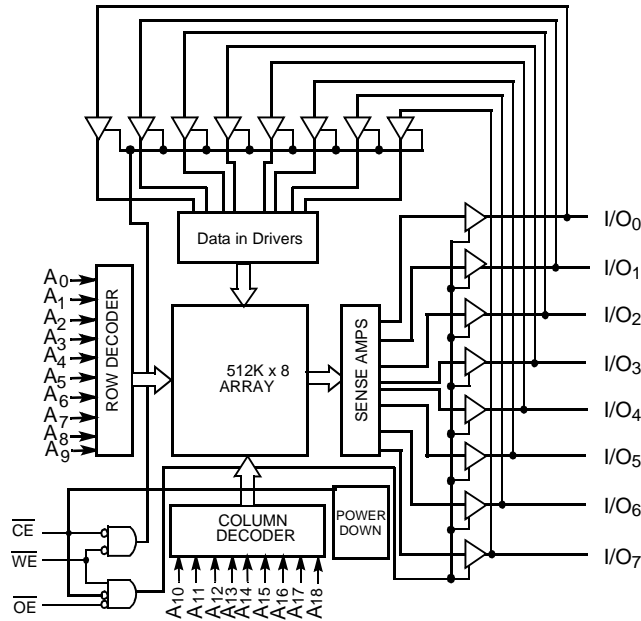 Data in Drivers
I/O0
I/O1
I/O2
I/O3
I/O4
I/O5
I/O6
I/O7
A0
A1
A2
A3
A4
A5
A6
A7
A8
A9
ROW DECODER
512K x 8
ARRAY
SENSE AMPS
COLUMN
DECODER
POWER
DOWN
CE
WE
OE
A10
A11
A12
A13
A14
A15
A16
A17
A18